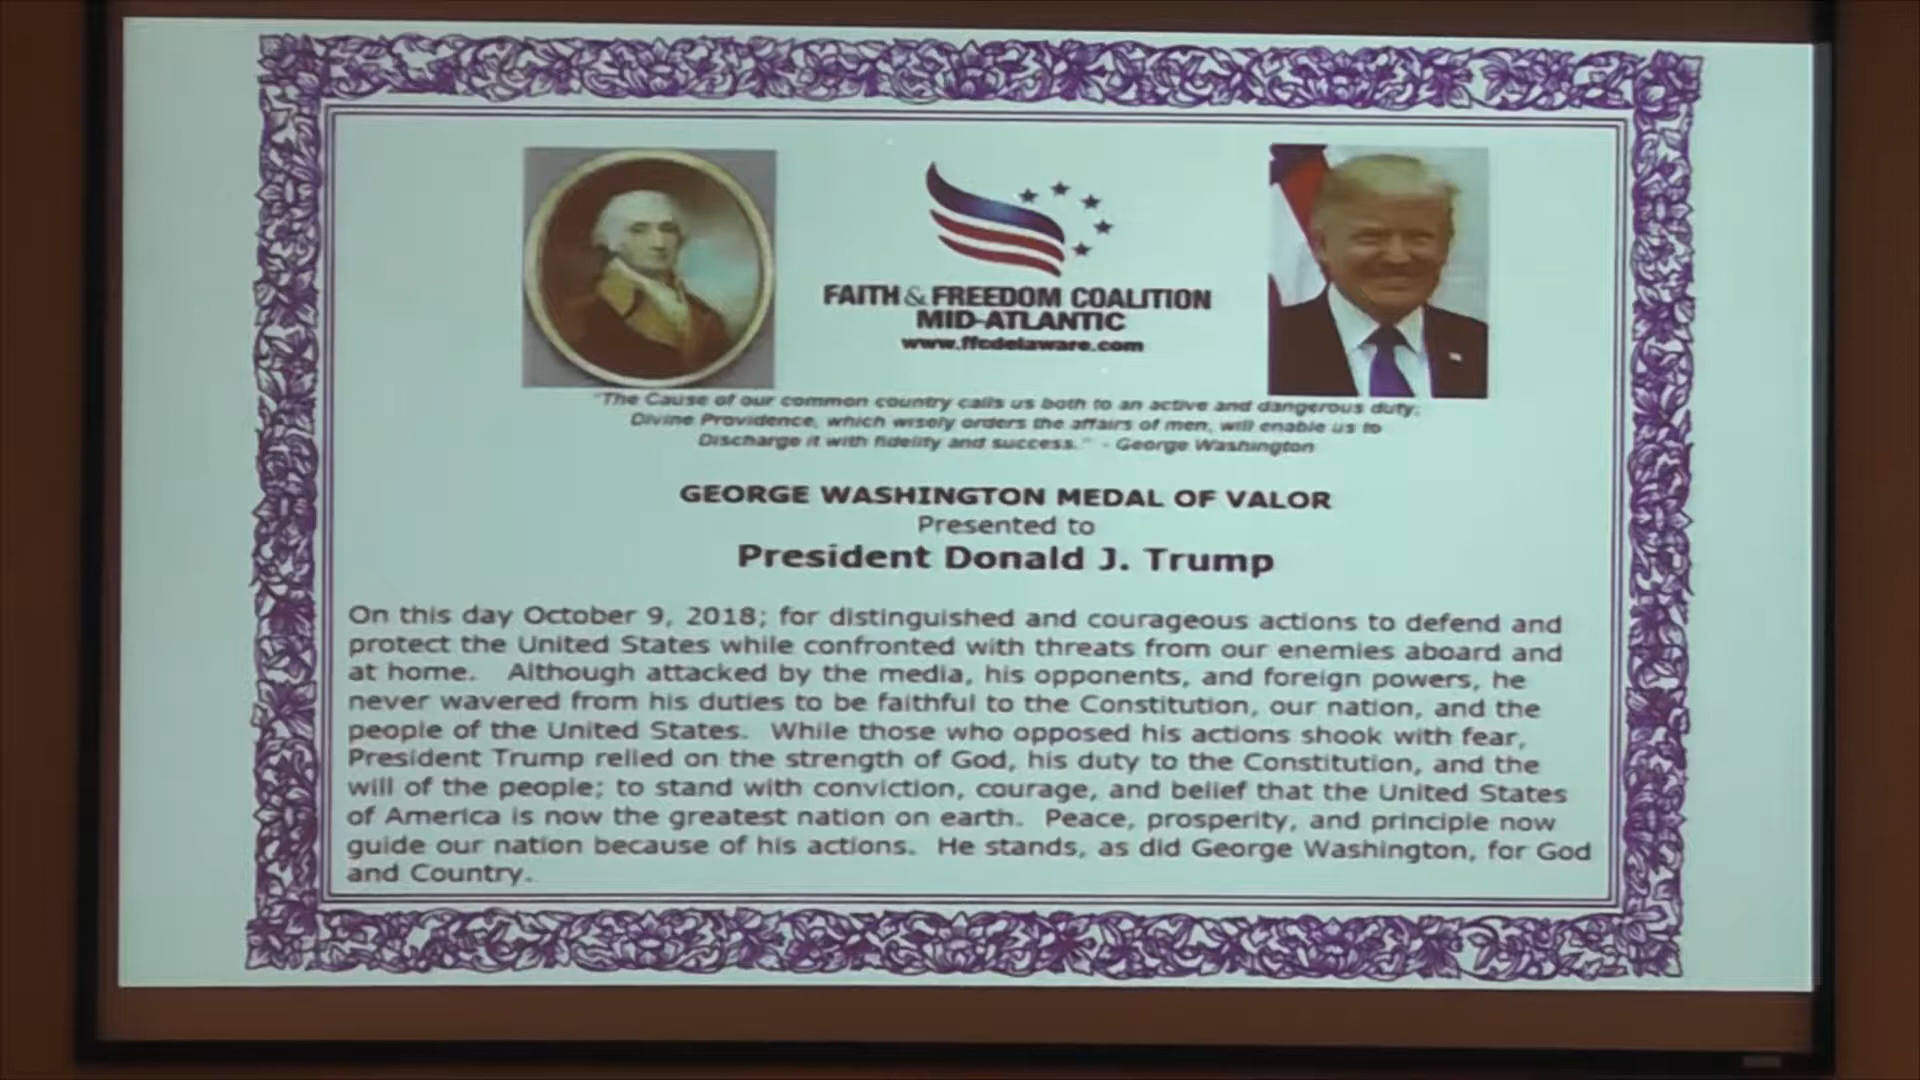 FAITH & FREEDOM COALITION
MID-ATLANTIC
www.ffcdelaware.com
"The Cause of our common country calls us both to an active and dangerous duty;
Divine Providence, which wisely orders the affairs of men, will enable us to
Discharge it with fidelity and success." - George Washington
GEORGE WASHINGTON MEDAL OF VALOR
Presented to
President Donald J. Trump
On this day October 9, 2018; for distinguished and courageous actions to defend and
protect the United States while confronted with threats from our enemies aboard and
at home. Although attacked by the media, his opponents, and foreign powers, he
never wavered from his duties to be faithful to the Constitution, our nation, and the
people of the United States. While those who opposed his actions shook with fear,
President Trump relied on the strength of God, his duty to the Constitution, and the
will of the people; to stand with conviction, courage, and belief that the United States
of America is now the greatest nation on earth. Peace, prosperity, and principle now
guide our nation because of his actions. He stands, as did George Washington, for God
and Country.